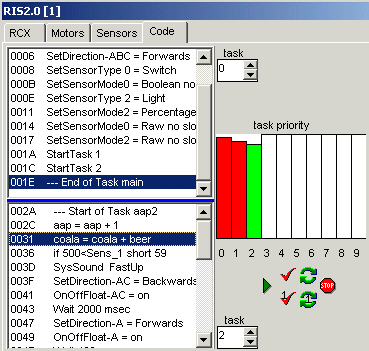 RIS2.0 [1]
RCX Motors Sensors Code
0006 SetDirection-ABC = Forwards
0008 SetSensorType 0 = Switch
000B SetSensorMode0 = Boolean no
000E SetSensorType 2 = Light
0011 SetSensorMode2 = Percentage
0014 SetSensorMode0 = Raw no slo
0017 SetSensorMode2 = Raw no slo
001A StartTask 1
001C StartTask 2
001E --- End of Task main
002A --- Start of Task aap2
002C aap = aap + 1
0031 coala = coala + beer
0036 if 500<Sens_1 short 59
003D SysSound FastUp
003F SetDirection-AC = Backwards
0041 OnOffFloat-AC = on
0043 Wait 2000 msec
0047 SetDirection-A = Forwards
0049 OnOffFloat-A = on
task
0
task priority
0 1 2 3 4 5 6 7 8 9
STOP
1
task
2